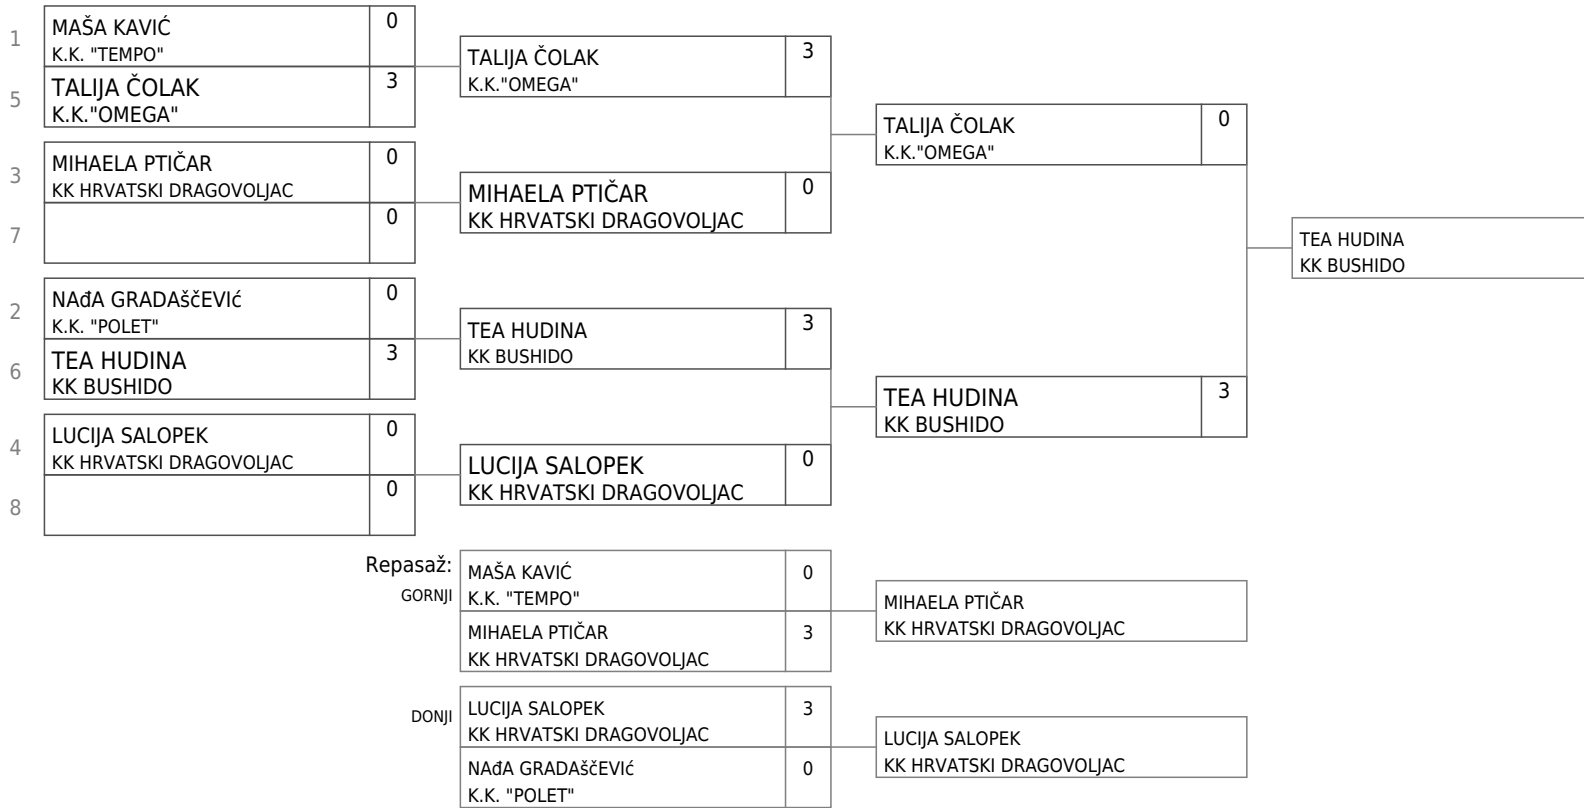 1
MAŠA KAVIĆ
K.K. "TEMPO"
0
5
TALIJA ČOLAK
K.K."OMEGA"
3
3
MIHAELA PTIČAR
KK HRVATSKI DRAGOVOLJAC
0
7
0
2
NAđA GRADAŠčEVIć
K.K. "POLET"
0
6
TEA HUDINA
KK BUSHIDO
3
4
LUCIJA SALOPEK
KK HRVATSKI DRAGOVOLJAC
0
8
0
TALIJA ČOLAK
K.K."OMEGA"
3
MIHAELA PTIČAR
KK HRVATSKI DRAGOVOLJAC
0
TEA HUDINA
KK BUSHIDO
3
LUCIJA SALOPEK
KK HRVATSKI DRAGOVOLJAC
0
TALIJA ČOLAK
K.K."OMEGA"
0
TEA HUDINA
KK BUSHIDO
3
TEA HUDINA
KK BUSHIDO
Repasaž:
GORNJI
MAŠA KAVIĆ
K.K. "TEMPO"
0
MIHAELA PTIČAR
KK HRVATSKI DRAGOVOLJAC
3
MIHAELA PTIČAR
KK HRVATSKI DRAGOVOLJAC
DONJI
LUCIJA SALOPEK
KK HRVATSKI DRAGOVOLJAC
3
NAđA GRADAŠčEVIć
K.K. "POLET"
0
LUCIJA SALOPEK
KK HRVATSKI DRAGOVOLJAC